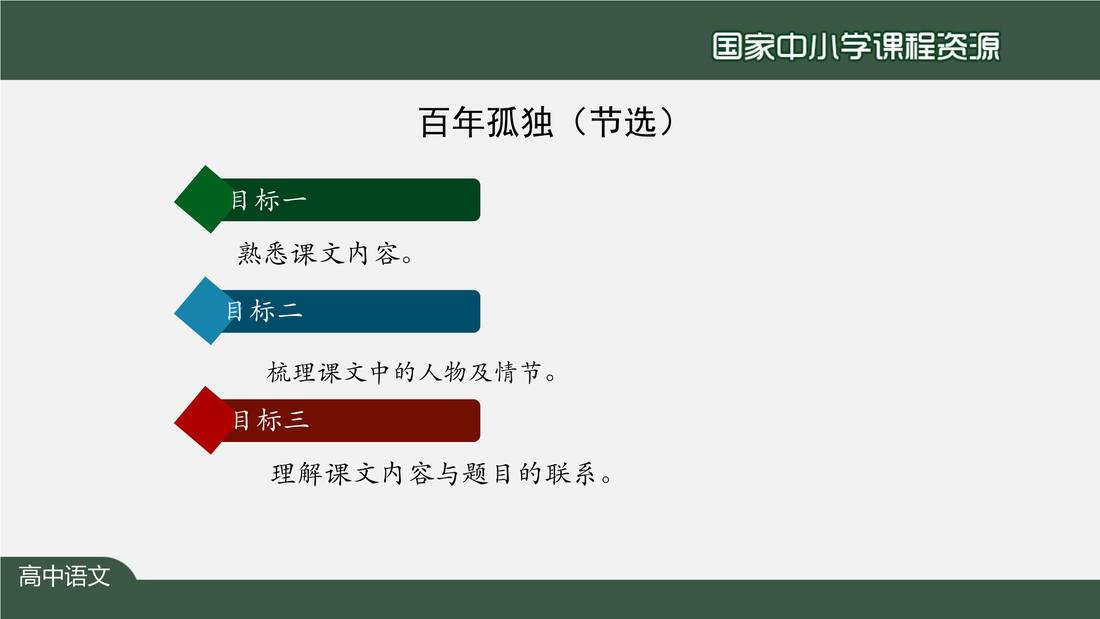 国家中小学课程资源
百年孤独（节选）
目标一
熟悉课文内容。
目标二
梳理课文中的人物及情节。
目标三
理解课文内容与题目的联系。
高中语文